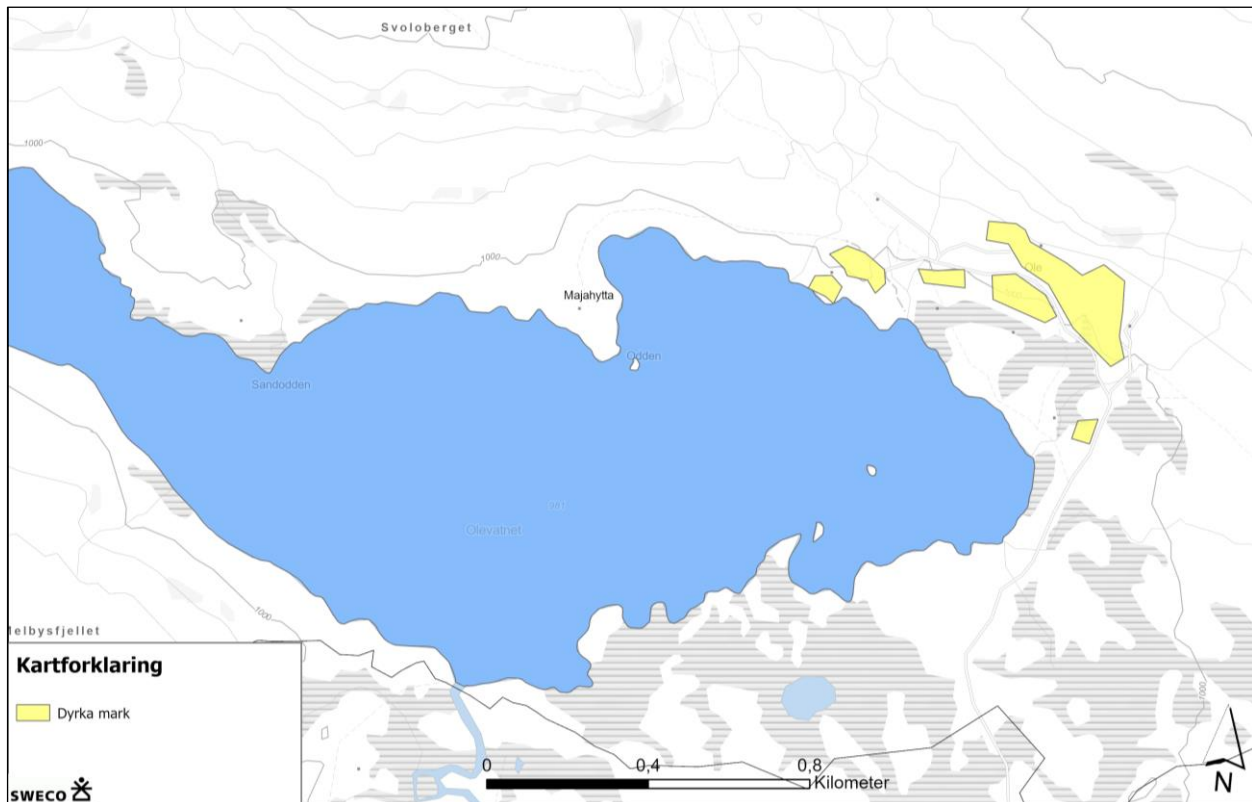 Svoloberget
1000
1000
Majahytta
Ole
Odden
Sandodden
Olevatnet
1000
1000
Kartforklaring
Dyrka mark
SWECO
0
0,4
0,8
Kilometer
N